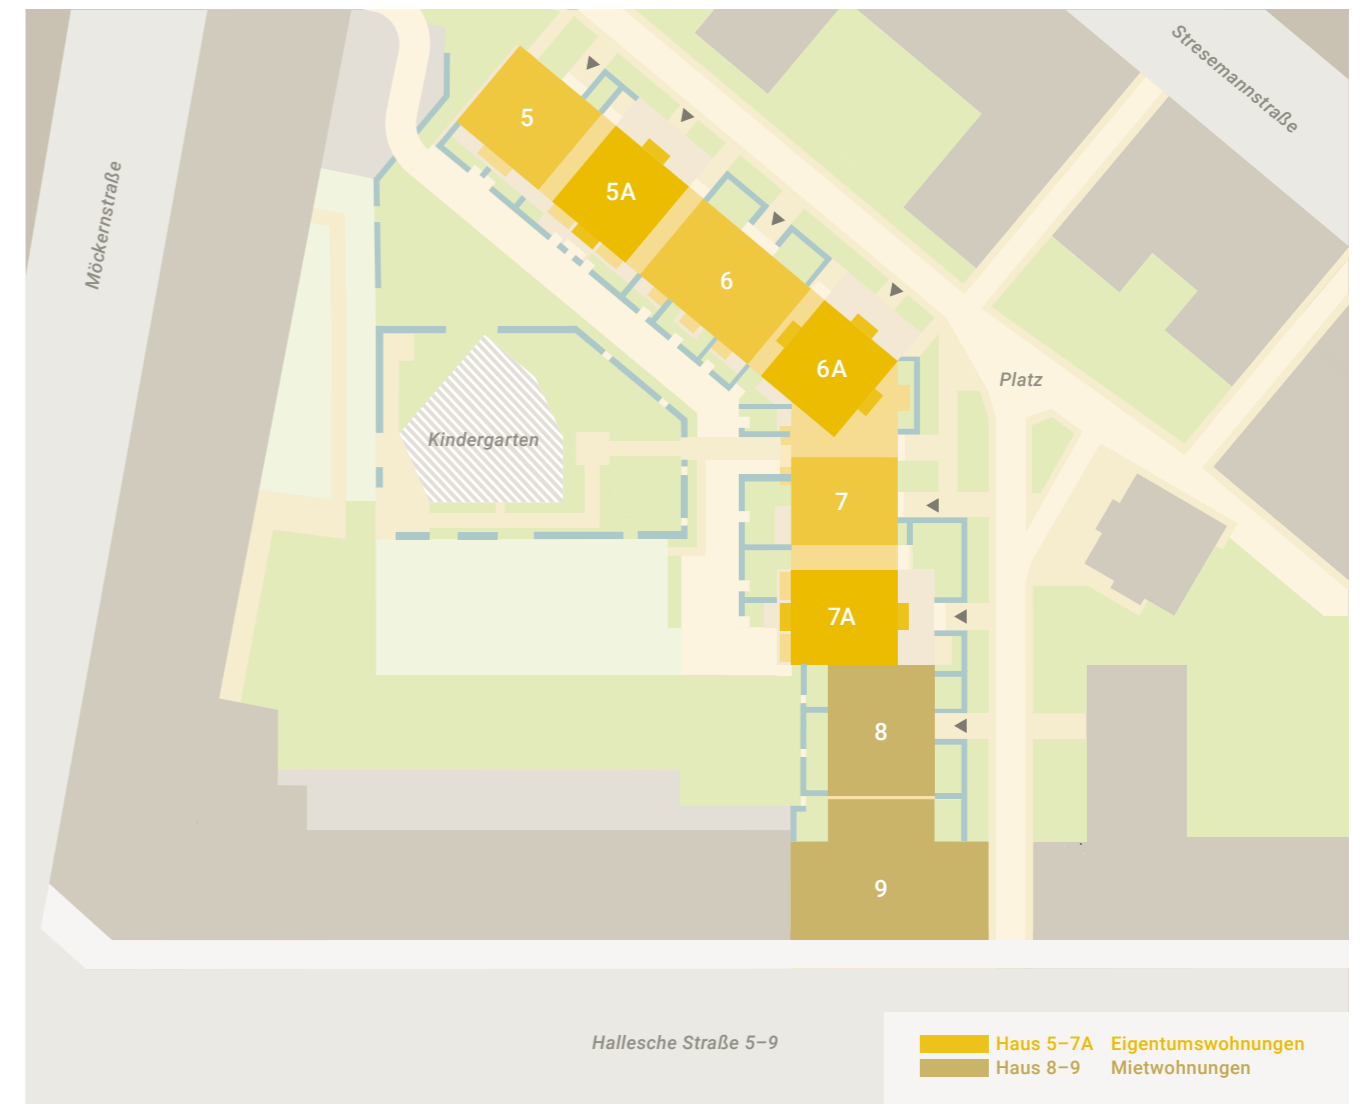 Stresemannstraße
Möckernstraße
5
5A
6
6A
Platz
Kindergarten
7
7A
8
9
Hallesche Straße 5–9
Haus 5–7A Eigentumswohnungen
Haus 8–9 Mietwohnungen